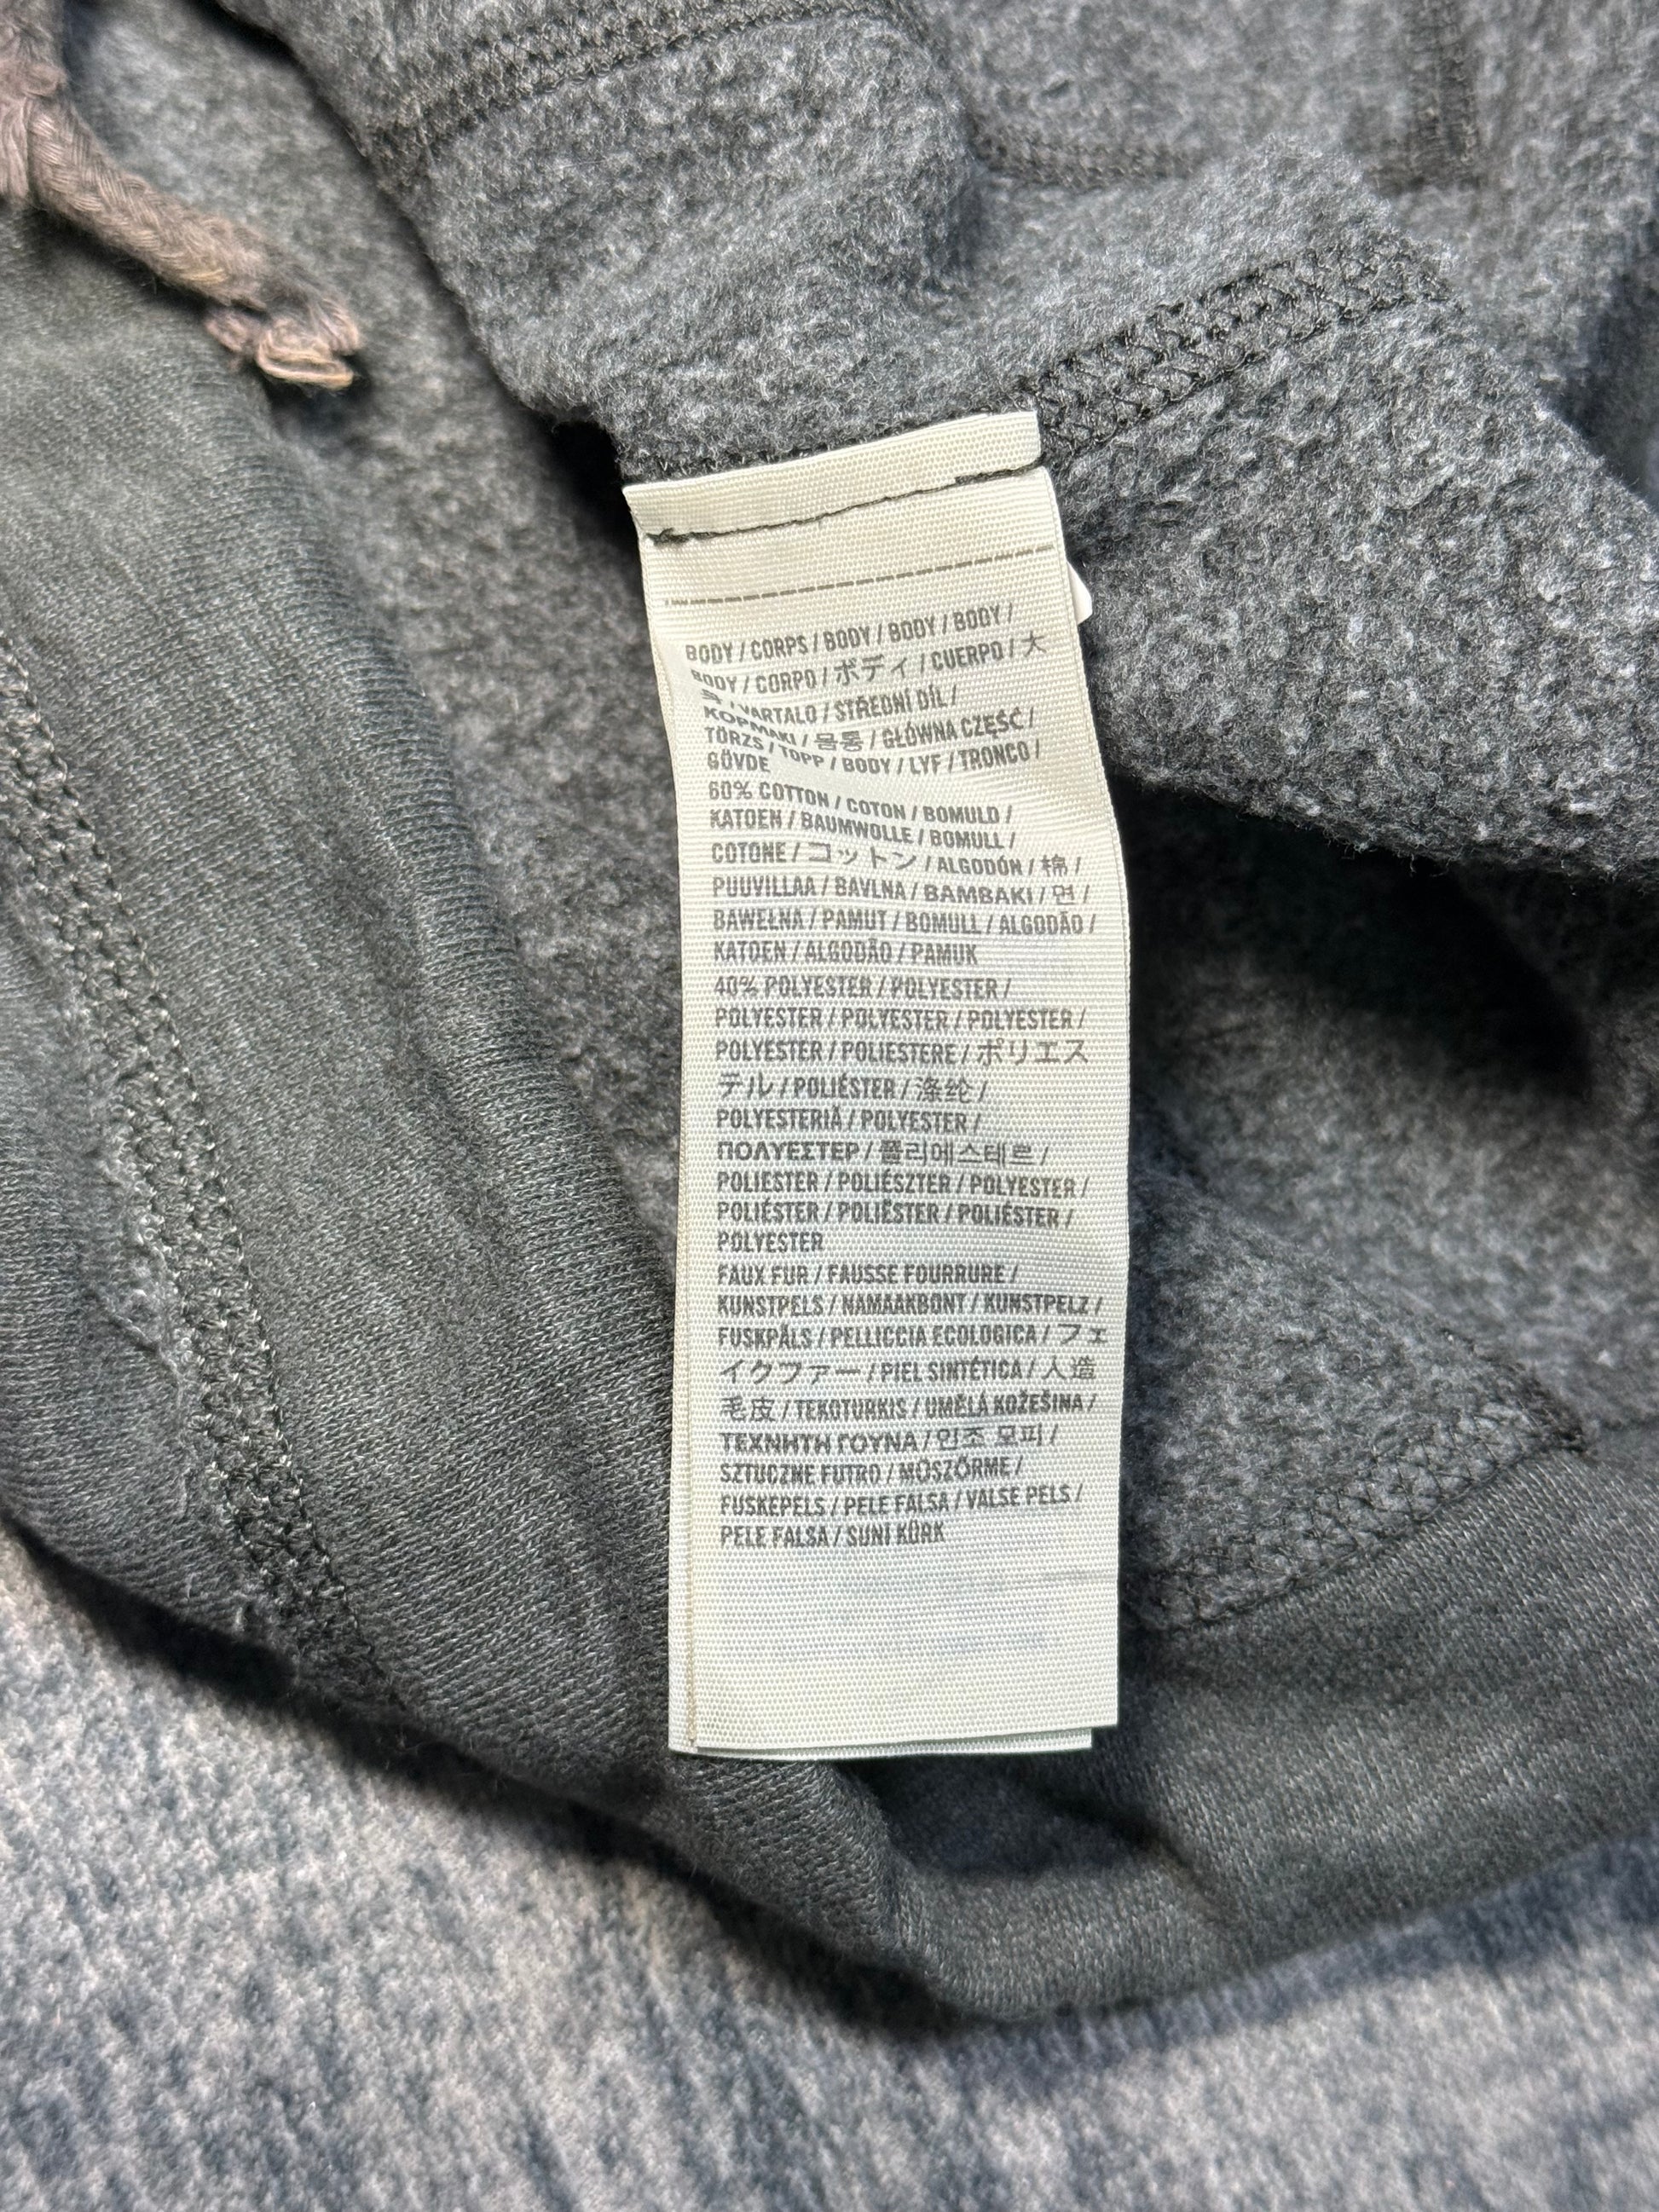 BODY / CORPS / BODY / BODY / BODY /
BODY / CORPO / ボディ / CUERPO / 大
身 / VARTALO / STŘEDNÍ DÍL /
ΚΟΡΜΑΚΙ / 몸통 / GŁÓWNA CZĘŚĆ /
TÖRZS / TOPP / BODY / LYF / TRONCO /
GÖVDE
60% COTTON / COTON / BOMULD /
KATOEN / BAUMWOLLE / BOMULL /
COTONE / コットン / ALGODÓN / 棉 /
PUUVILLAA / BAVLNA / BAMBAKI / 면 /
BAWEŁNA / PAMUT / BOMULL / ALGODÃO /
KATOEN / ALGODÃO / PAMUK
40% POLYESTER / POLYESTER /
POLYESTER / POLYESTER / POLYESTER /
POLYESTER / POLIESTERE / ポリエス
テル / POLIÉSTER / 涤纶 /
POLYESTERIÄ / POLYESTER /
ΠΟΛΥΕΣΤΕΡ / 폴리에스테르 /
POLIESTER / POLIÉSZTER / POLYESTER /
POLIÉSTER / POLIËSTER / POLIÉSTER /
POLYESTER
FAUX FUR / FAUSSE FOURRURE /
KUNSTPELS / NAMAAKBONT / KUNSTPELZ /
FUSKPÄLS / PELLICCIA ECOLOGICA / フェ
イクファー / PIEL SINTÉTICA / 人造
毛皮 / TEKOTURKIS / UMĚLÁ KOŽEŠINA /
ΤΕΧΝΗΤΗ ΓΟΥΝΑ / 인조 모피 /
SZTUCZNE FUTRO / MŰSZŐRME /
FUSKEPELS / PELE FALSA / VALSE PELS /
PELE FALSA / SUNI KÜRK